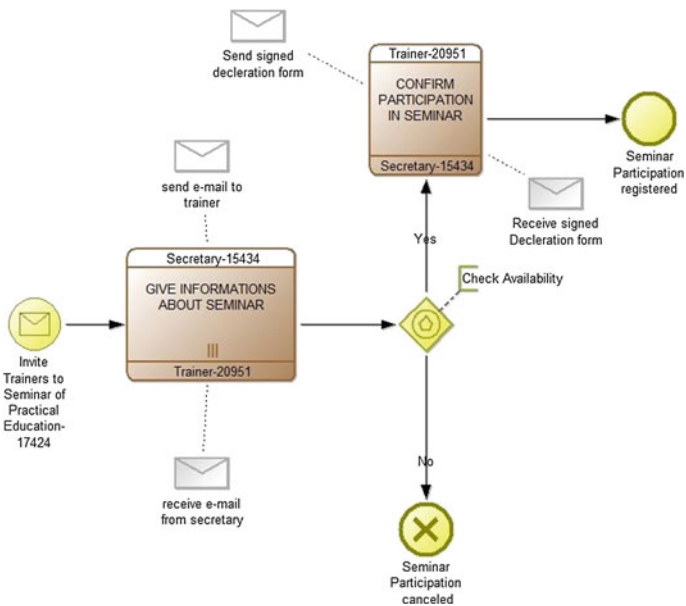 Send signed
decleration form
Trainer-20951
CONFIRM
PARTICIPATION
IN SEMINAR
Secretary-15434
Seminar
Participation
registered
Receive signed
Decleration form
send e-mail to
trainer
Yes
Check Availability
Secretary-15434
GIVE INFORMATIONS
ABOUT SEMINAR
Trainer-20951
Invite
Trainers to
Seminar of
Practical
Education-
17424
receive e-mail
from secretary
No
Seminar
Participation
canceled